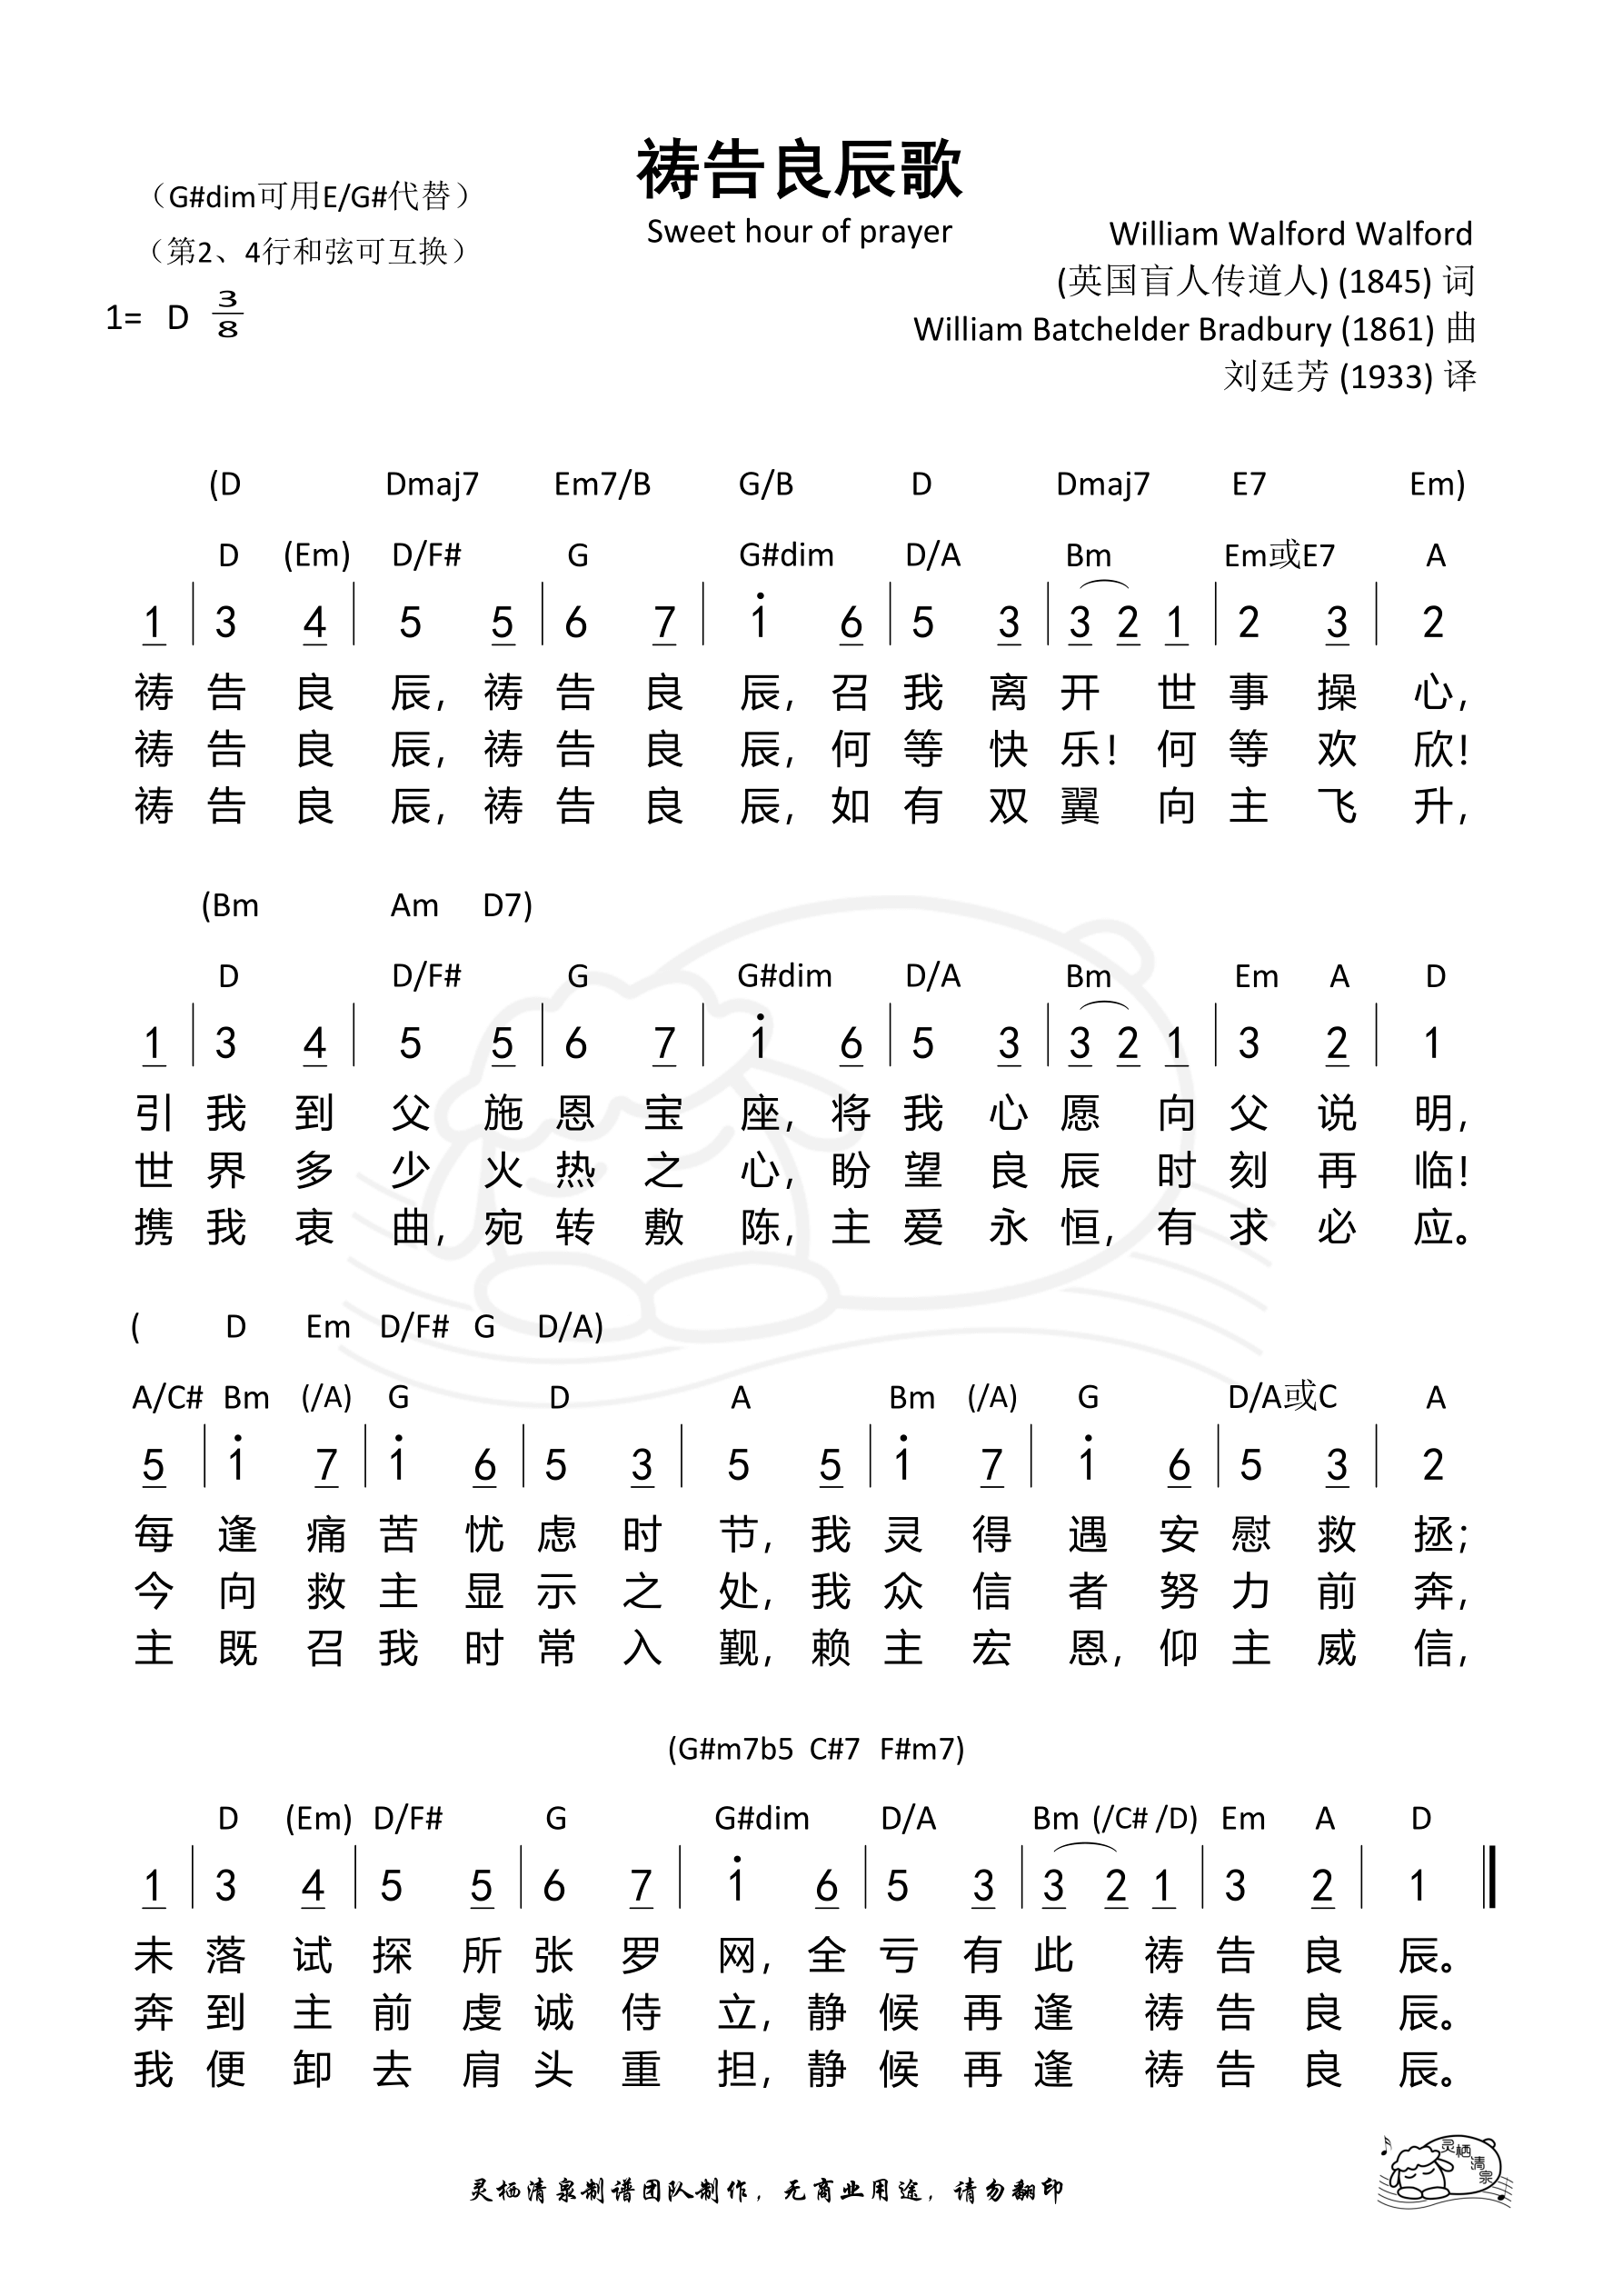 祷告良辰歌
Sweet hour of prayer
（G#dim可用E/G#代替）
（第2、4行和弦可互换）
1= D 3/8
William Walford Walford
(英国盲人传道人) (1845) 词
William Batchelder Bradbury (1861) 曲
刘廷芳 (1933) 译
(D Dmaj7 Em7/B G/B D Dmaj7 E7 Em)
D (Em) D/F# G G#dim D/A Bm Em或E7 A
1 | 3 4 | 5 5 | 6 7 | i 6 | 5 3 | 3 2 1 | 2 3 | 2
祷告良辰，祷告良辰，召我离开世事操心，
祷告良辰，祷告良辰，何等快乐！何等欢欣！
祷告良辰，祷告良辰，如有双翼向主飞升，
(Bm Am D7)
D D/F# G G#dim D/A Bm Em A D
1 | 3 4 | 5 5 | 6 7 | i 6 | 5 3 | 3 2 1 | 3 2 | 1
引我到父施恩宝座，将我心愿向父说明，
世界多少火热之心，盼望良辰时刻再临！
携我衷曲，宛转敷陈，主爱永恒，有求必应。
( D Em D/F# G D/A)
A/C# Bm (/A) G D A Bm (/A) G D/A或C A
5 | i 7 | i 6 | 5 3 | 5 5 | i 7 | i 6 | 5 3 | 2
每逢痛苦忧虑时节，我灵得遇安慰救拯；
今向救主显示之处，我众信者努力前奔，
主既召我时常入觐，赖主宏恩，仰主威信，
(G#m7b5 C#7 F#m7)
D (Em) D/F# G G#dim D/A Bm (/C# /D) Em A D
1 | 3 4 | 5 5 | 6 7 | i 6 | 5 3 | 3 2 1 | 3 2 | 1
未落试探所张罗网，全亏有此祷告良辰。
奔到主前虔诚侍立，静候再逢祷告良辰。
我便卸去肩头重担，静候再逢祷告良辰。
灵栖清泉制谱团队制作，无商业用途，请勿翻印
灵栖清泉